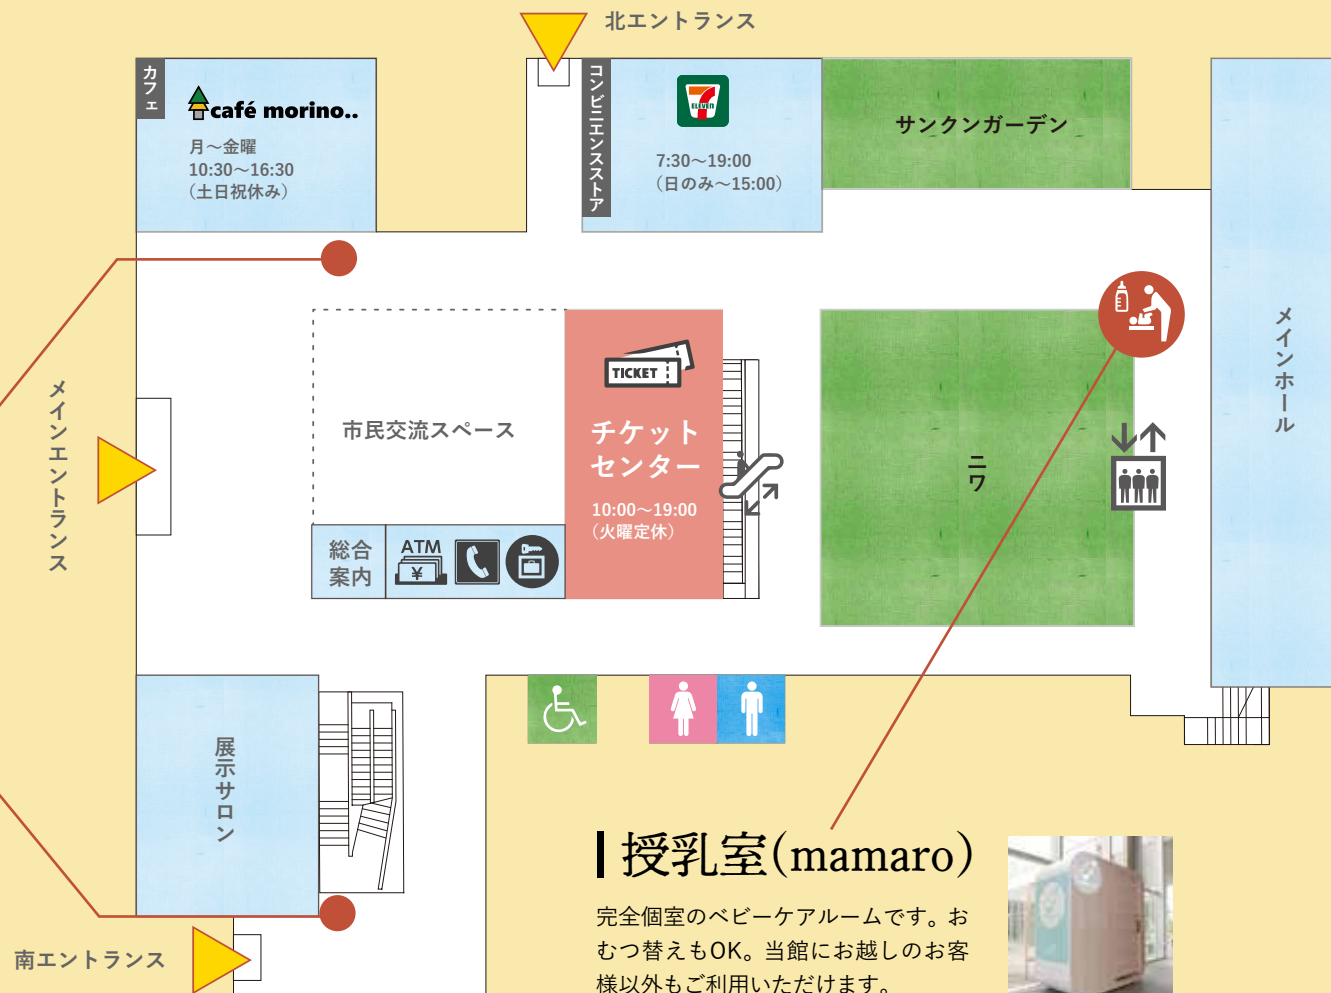 北エントランス
カフェ
café morino..
月～金曜
10:30～16:30
（土日祝休み）
コンビニエンスストア
7
ELEVEN
7:30～19:00
（日のみ～15:00）
サンクンガーデン
メインホール
メインエントランス
市民交流スペース
TICKET
チケット
センター
10:00～19:00
（火曜定休）
ニワ
総合
案内
ATM
¥
展示サロン
南エントランス
授乳室(mamaro)
完全個室のベビーケアルームです。お
むつ替えもOK。当館にお越しのお客
様以外もご利用いただけます。